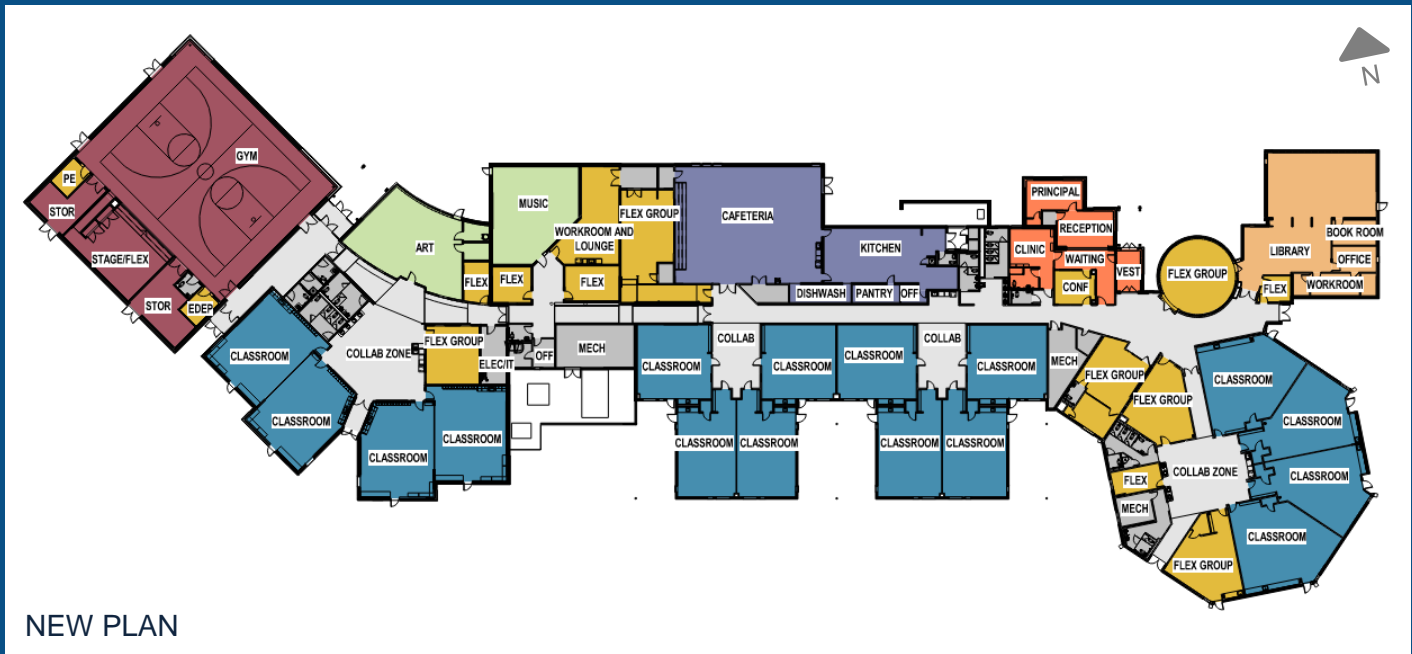 N
GYM
PE
STOR
STAGE/FLEX
STOR
EDEP
ART
MUSIC
WORKROOM AND
LOUNGE
FLEX GROUP
FLEX
FLEX
FLEX
CAFETERIA
KITCHEN
DISHWASH
PANTRY
OFF
PRINCIPAL
RECEPTION
CLINIC
WAITING
VEST
CONF
FLEX GROUP
LIBRARY
BOOK ROOM
OFFICE
WORKROOM
FLEX
CLASSROOM
COLLAB ZONE
FLEX GROUP
ELEC/IT
OFF
MECH
CLASSROOM
CLASSROOM
CLASSROOM
CLASSROOM
COLLAB
CLASSROOM
CLASSROOM
COLLAB
CLASSROOM
MECH
CLASSROOM
CLASSROOM
CLASSROOM
CLASSROOM
FLEX GROUP
FLEX GROUP
CLASSROOM
CLASSROOM
COLLAB ZONE
CLASSROOM
FLEX
MECH
CLASSROOM
FLEX GROUP
NEW PLAN